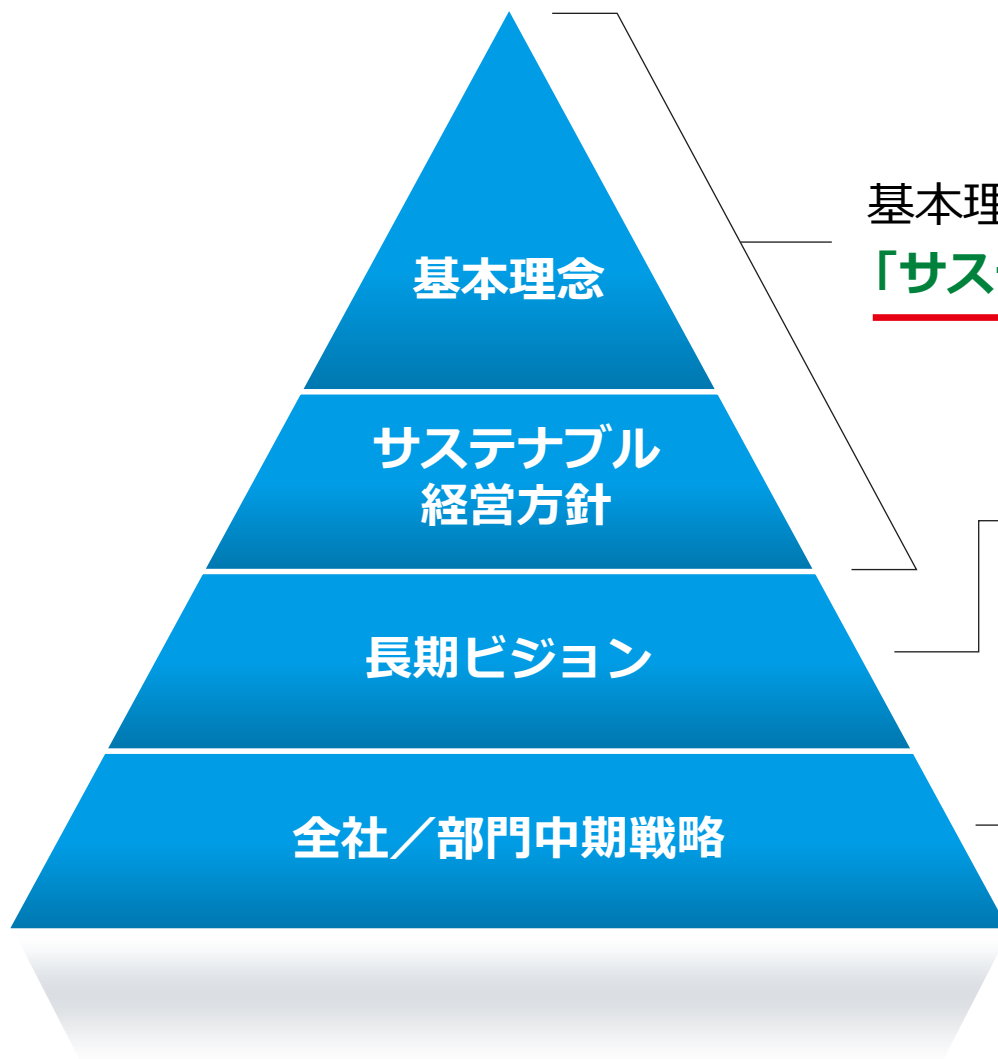 基本理念
サステナブル
経営方針
長期ビジョン
全社／部門中期戦略
基本理
「サス